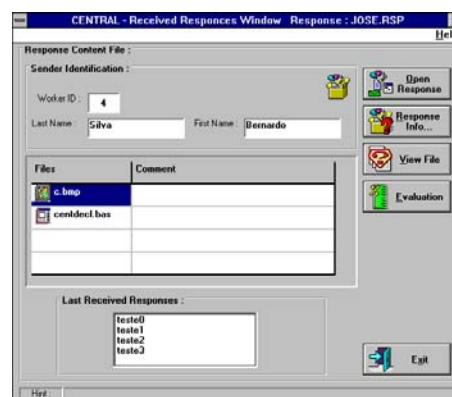 CENTRAL - Received Responces Window Response : JOSE.RSP
Hel
Response Content File :
Sender Identification :
Worker ID : 4
Last Name : Silva First Name : Bernardo
Files Comment
c.bmp
centdecl.bas
Last Received Responses :
teste0
teste1
teste2
teste3
Open Response
Response Info...
View File
Evaluation
Exit
Hint :